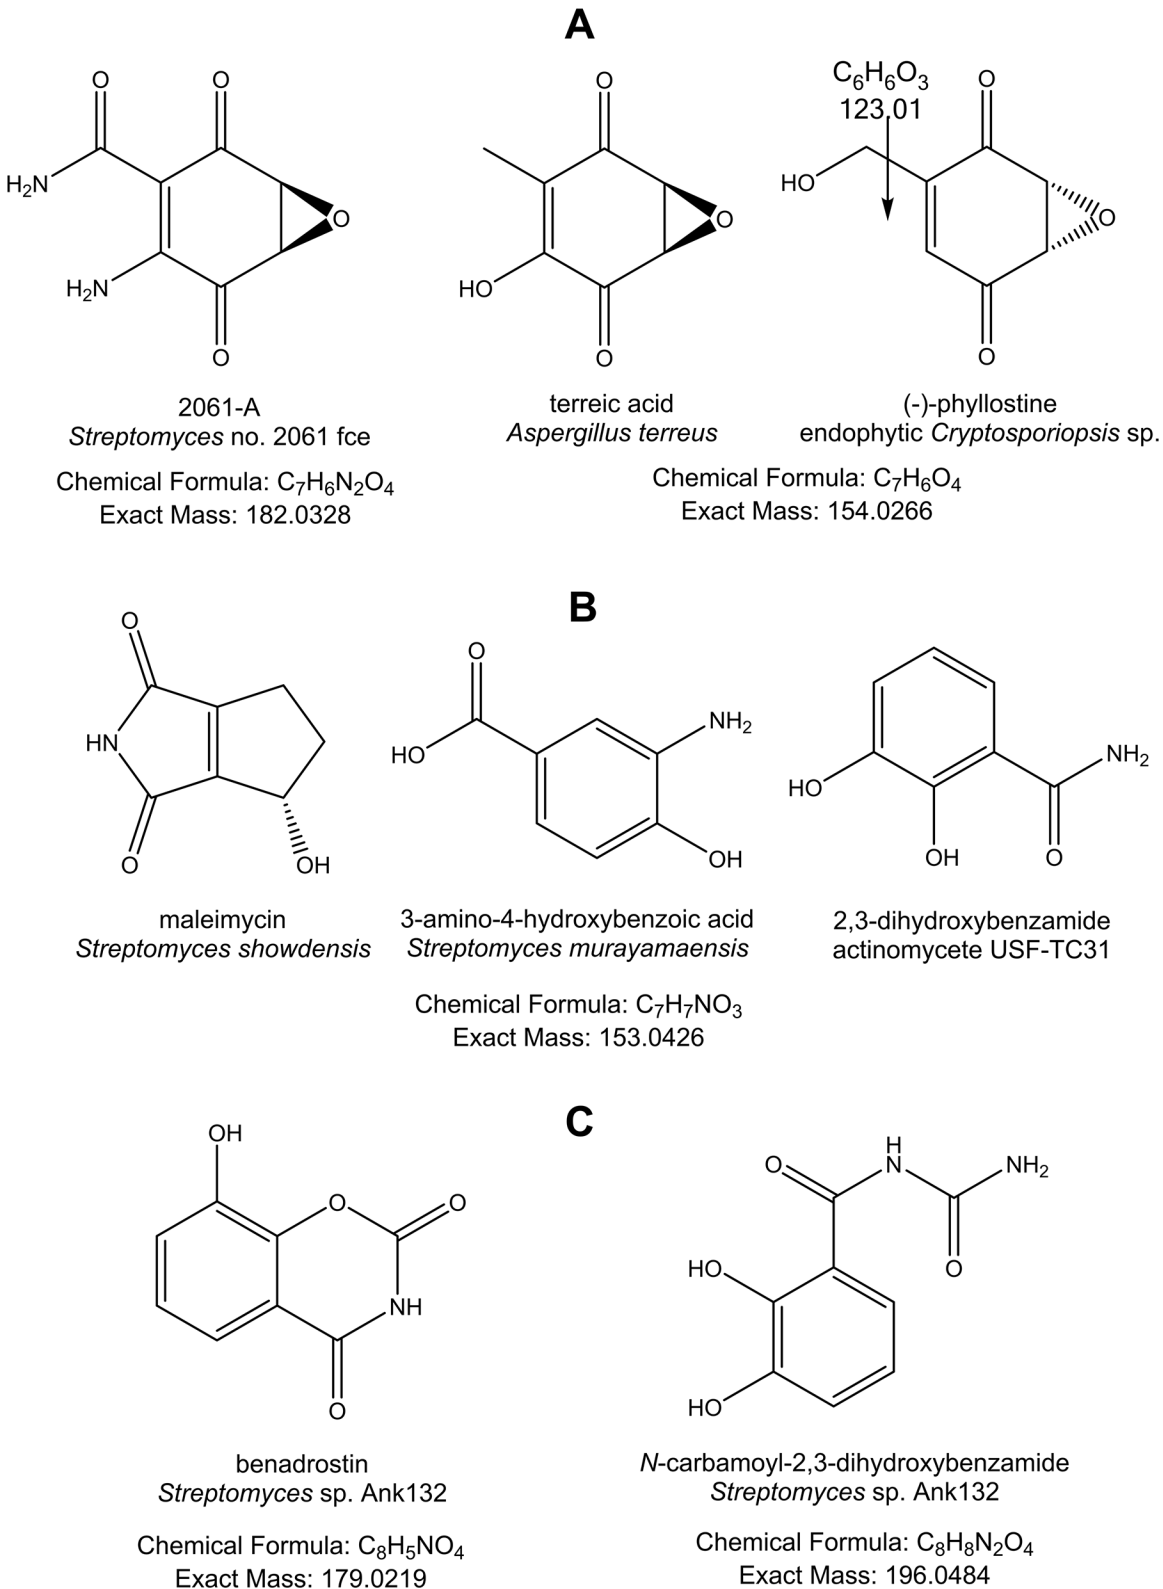 A
O
O
H₂N
O
H₂N
O
2061-A
Streptomyces no. 2061 fce
Chemical Formula: C₇H₆N₂O₄
Exact Mass: 182.0328
O
O
HO
O
terreic acid
Aspergillus terreus
C₆H₆O₃
123.01
O
HO
O
O
(-)-phyllostine
endophytic Cryptosporiopsis sp.
Chemical Formula: C₇H₆O₄
Exact Mass: 154.0266
B
O
HN
O
OH
maleimycin
Streptomyces showdensis
O
HO
NH₂
OH
3-amino-4-hydroxybenzoic acid
Streptomyces murayamaensis
HO
OH
NH₂
O
2,3-dihydroxybenzamide
actinomycete USF-TC31
Chemical Formula: C₇H₇NO₃
Exact Mass: 153.0426
C
OH
O
O
NH
O
benadrostin
Streptomyces sp. Ank132
Chemical Formula: C₈H₅NO₄
Exact Mass: 179.0219
O
H
N
NH₂
O
HO
HO
N-carbamoyl-2,3-dihydroxybenzamide
Streptomyces sp. Ank132
Chemical Formula: C₈H₈N₂O₄
Exact Mass: 196.0484